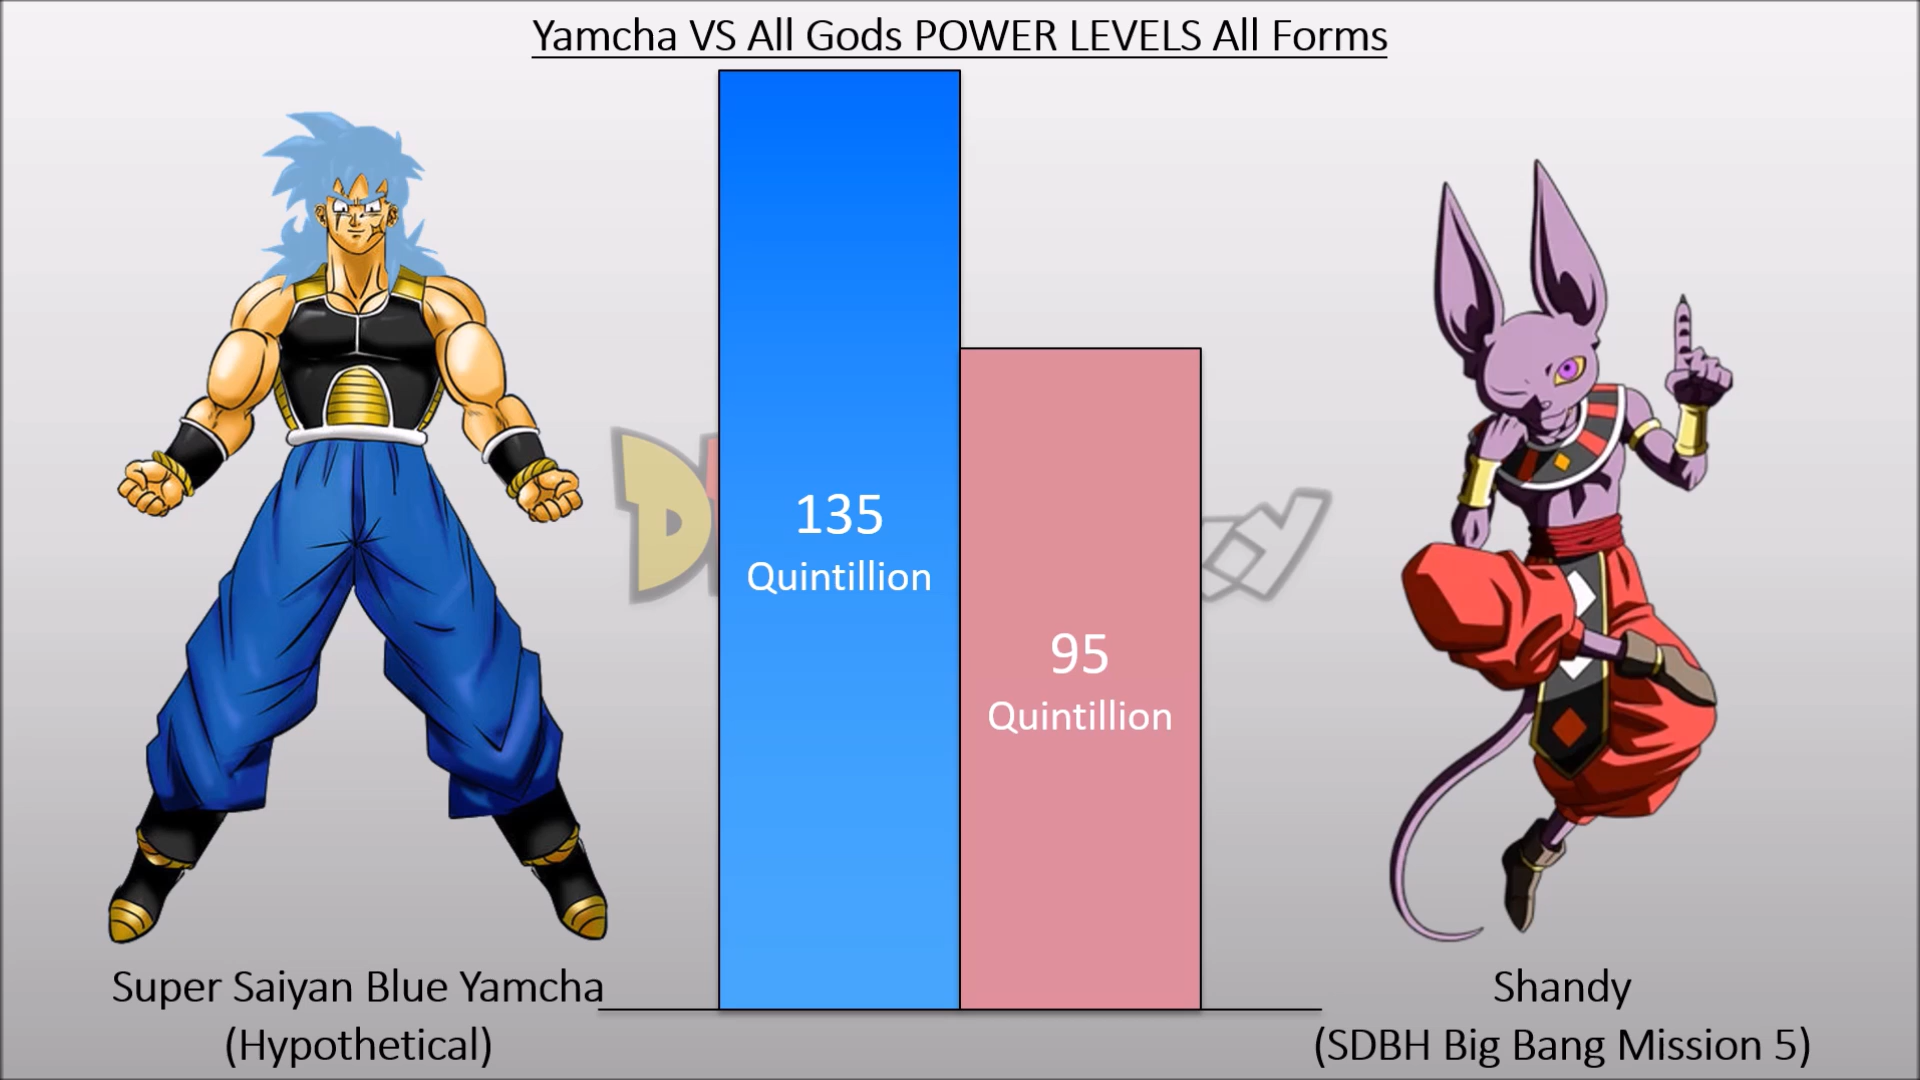 Yamcha VS All Gods POWER LEVELS All Forms
135
Quintillion
95
Quintillion
Super Saiyan Blue Yamcha
(Hypothetical)
Shandy
(SDBH Big Bang Mission 5)